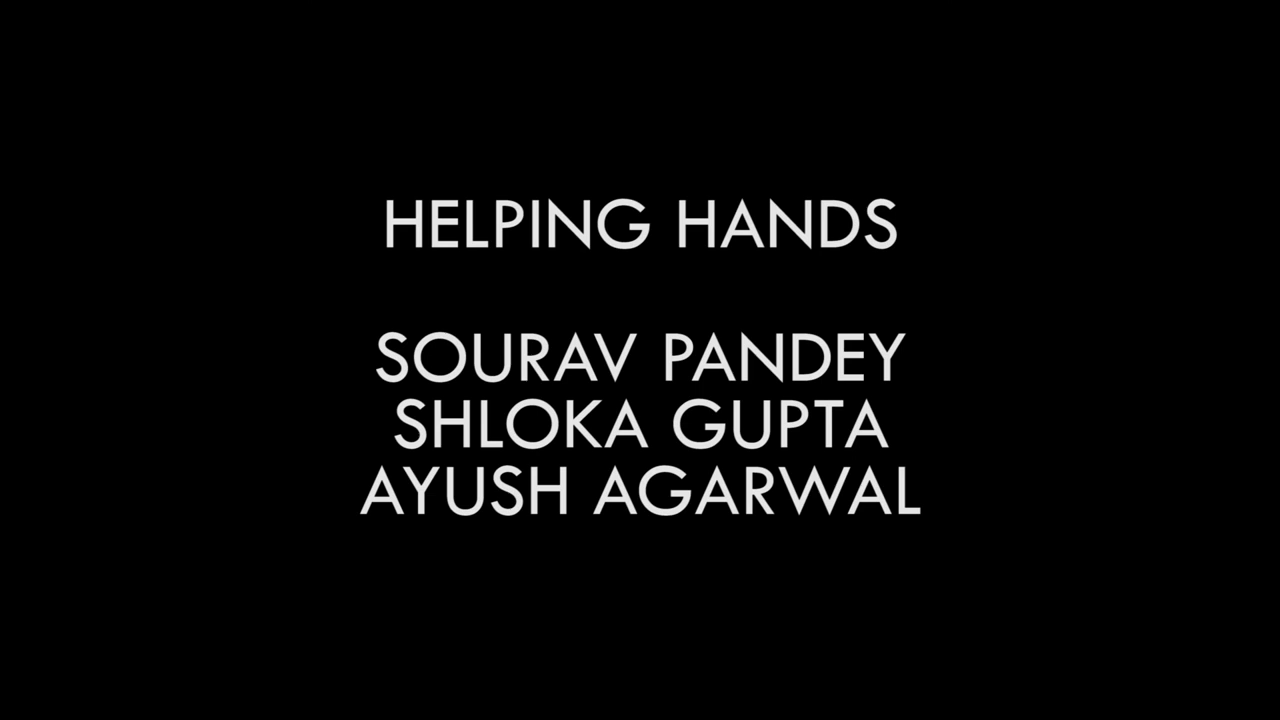 HELPING HANDS
SOURAV PANDEY
SHLOKA GUPTA
AYUSH AGARWAL